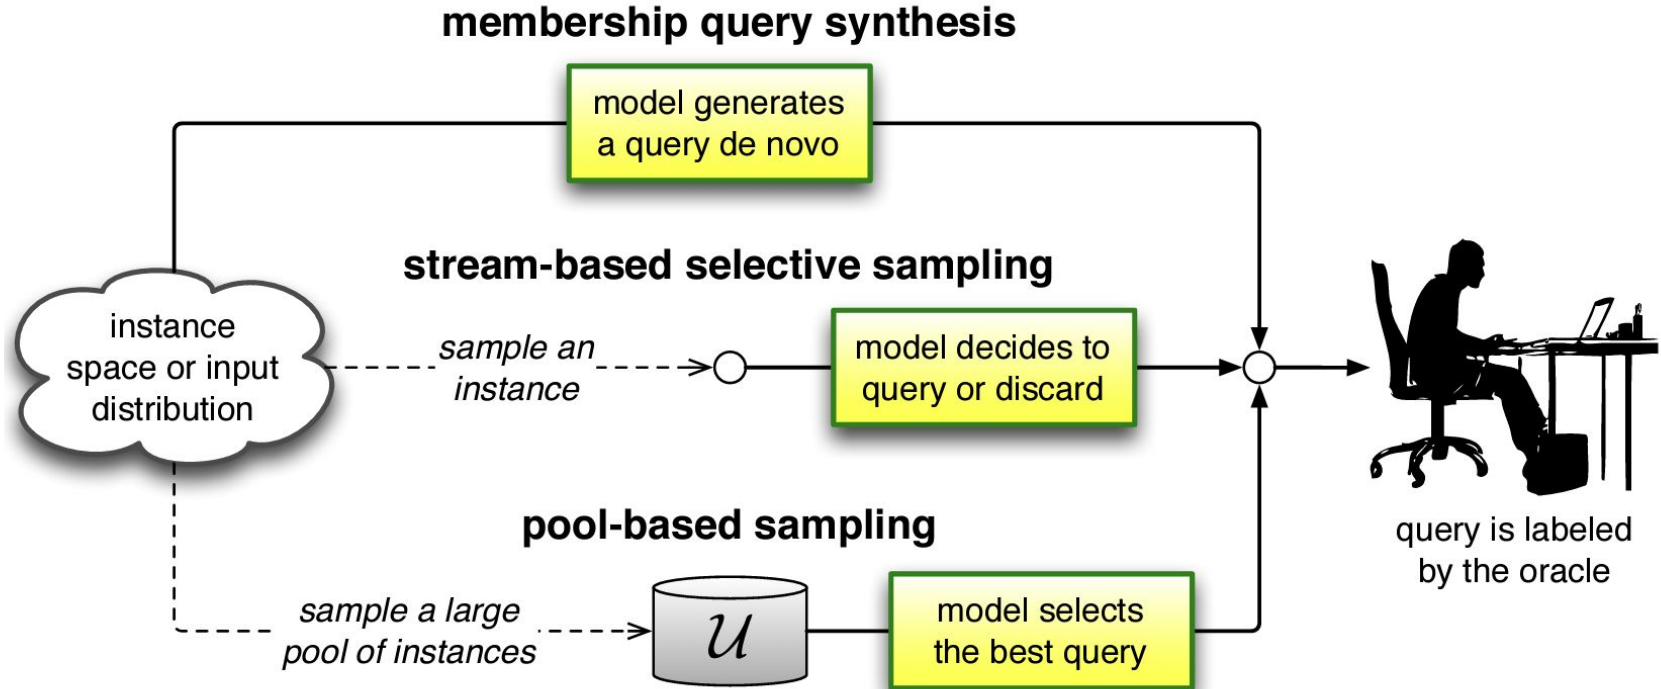 membership query synthesis
model generates
a query de novo
stream-based selective sampling
instance
space or input
distribution
sample an
instance
model decides to
query or discard
pool-based sampling
sample a large
pool of instances
U
model selects
the best query
query is labeled
by the oracle